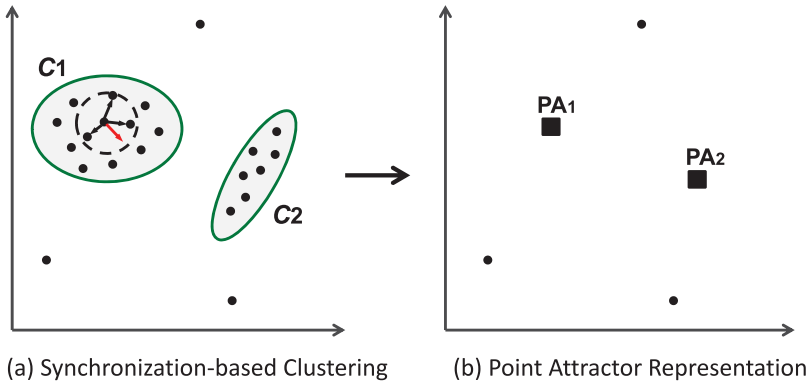 C1
C2
PA1
PA2
(a) Synchronization-based Clustering
(b) Point Attractor Representation